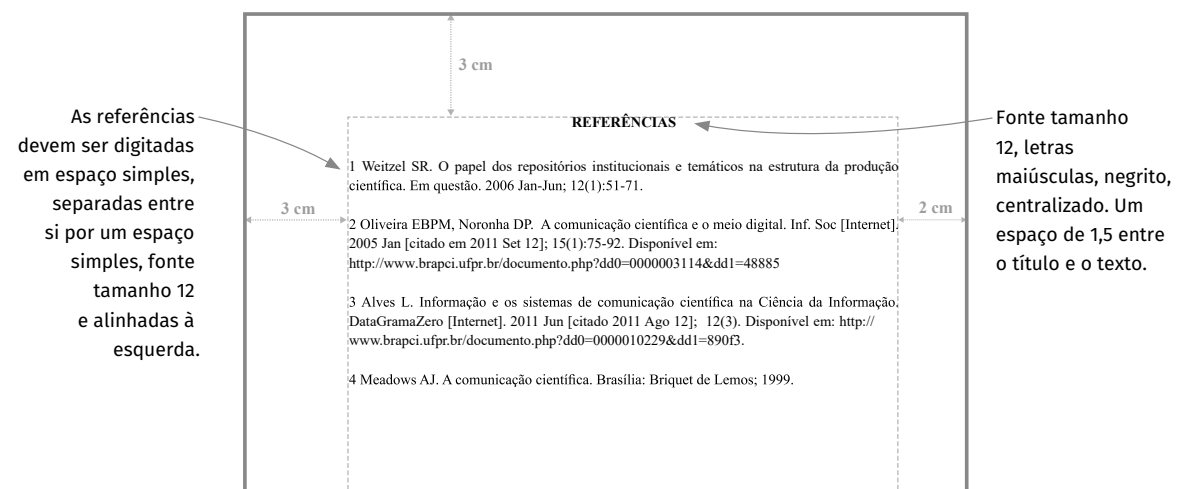 3 cm
As referências
devem ser digitadas
em espaço simples,
separadas entre
si por um espaço
simples, fonte
tamanho 12
e alinhadas à
esquerda.
REFERÊNCIAS
Fonte tamanho
12, letras
maiúsculas, negrito,
centralizado. Um
espaço de 1,5 entre
o título e o texto.
1 Weitzel SR. O papel dos repositórios institucionais e temáticos na estrutura da produção
científica. Em questão. 2006 Jan-Jun; 12(1):51-71.
3 cm
2 cm
2 Oliveira EBPM, Noronha DP. A comunicação científica e o meio digital. Inf. Soc [Internet].
2005 Jan [citado em 2011 Set 12]; 15(1):75-92. Disponível em:
http://www.brapci.ufpr.br/documento.php?dd0=0000003114&dd1=48885
3 Alves L. Informação e os sistemas de comunicação científica na Ciência da Informação.
DataGramaZero [Internet]. 2011 Jun [citado 2011 Ago 12]; 12(3). Disponível em: http://
www.brapci.ufpr.br/documento.php?dd0=0000010229&dd1=890f3.
4 Meadows AJ. A comunicação científica. Brasília: Briquet de Lemos; 1999.